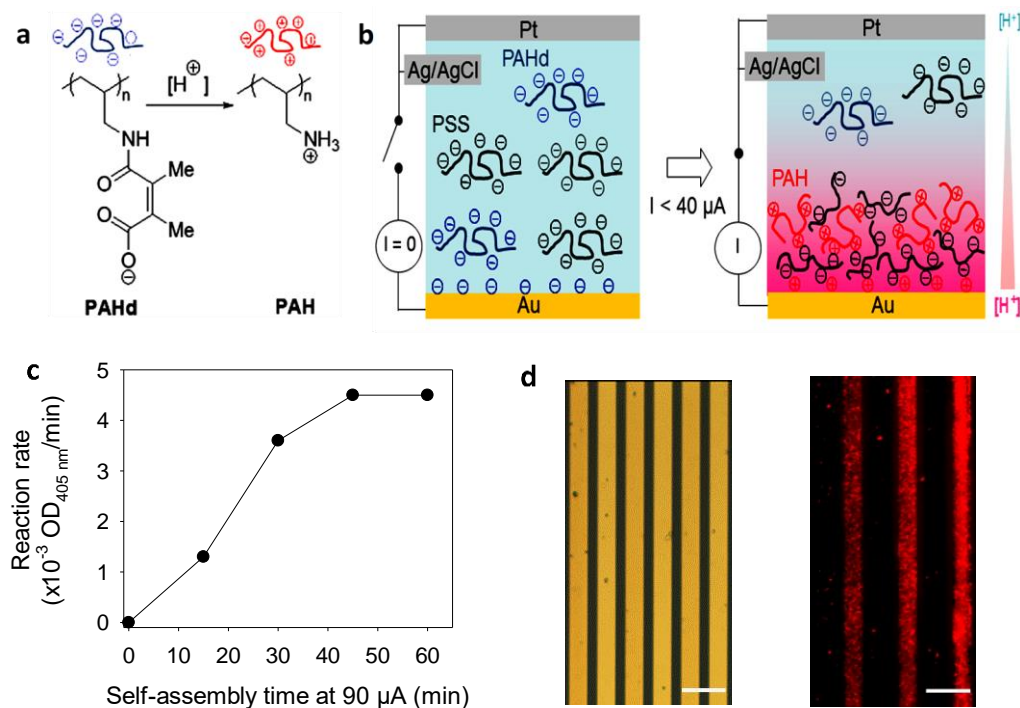 a
[H⊕]
n
n
NH
NH3
⊕
O
Me
O
Me
O
⊖
PAHd
PAH
b
Pt
Ag/AgCl
PAHd
PSS
I = 0
Au
I < 40 µA
Pt
Ag/AgCl
PAH
I
Au
[H+]
[H+]
c
Reaction rate
(x10-3 OD405 nm/min)
5
4
3
2
1
0
0 10 20 30 40 50 60
Self-assembly time at 90 µA (min)
d